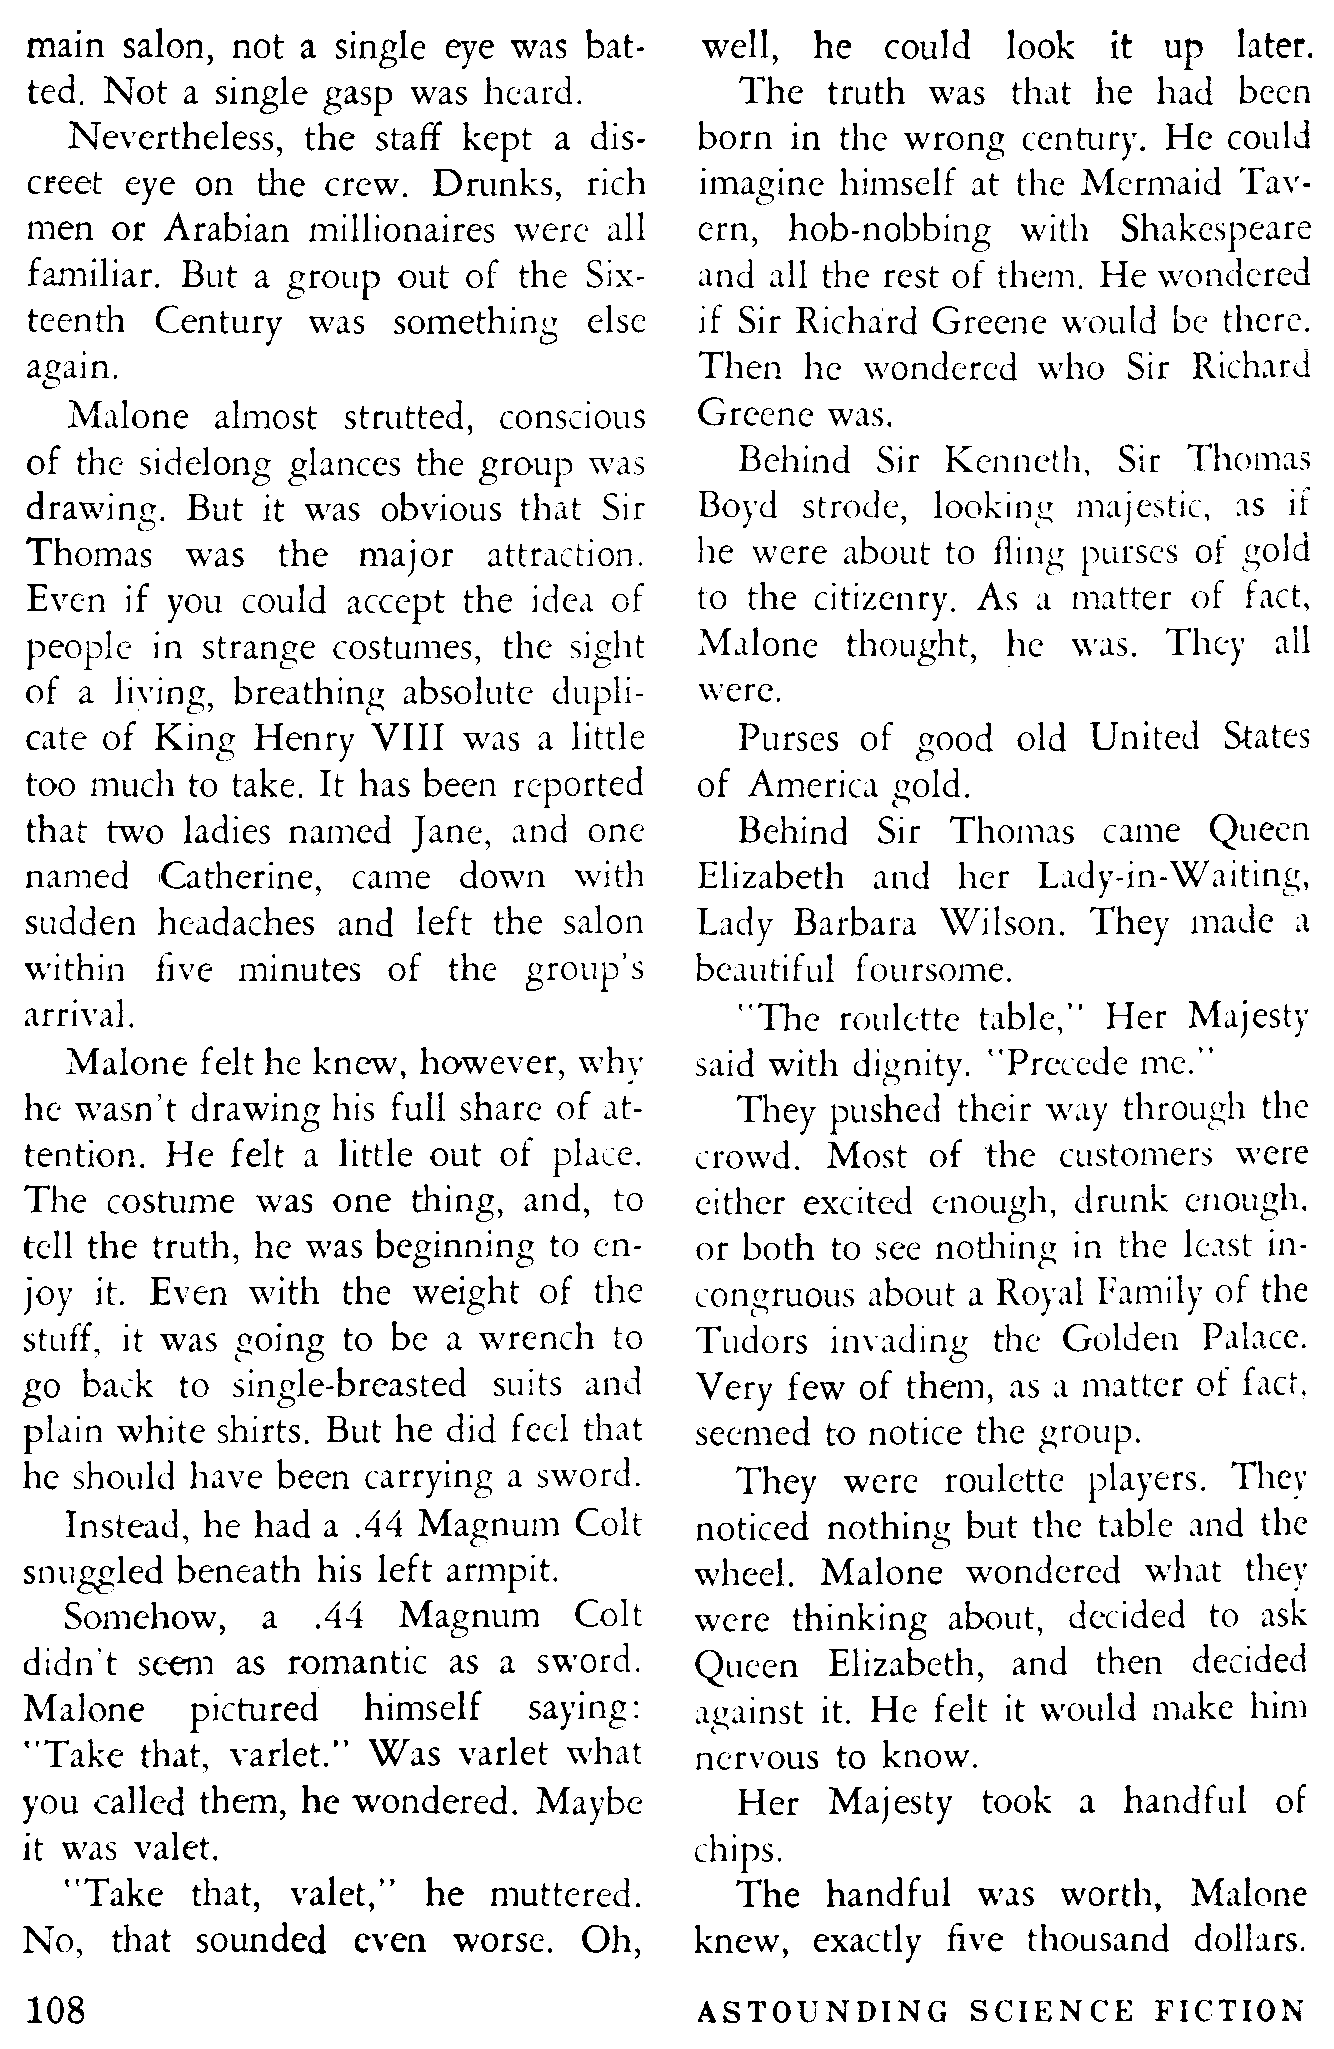 main salon, not a single eye was bat-
ted. Not a single gasp was heard.
Nevertheless, the staff kept a dis-
creet eye on the crew. Drunks, rich
men or Arabian millionaires were all
familiar. But a group out of the Six-
teenth Century was something else
again.
Malone almost strutted, conscious
of the sidelong glances the group was
drawing. But it was obvious that Sir
Thomas was the major attraction.
Even if you could accept the idea of
people in strange costumes, the sight
of a living, breathing absolute dupli-
cate of King Henry VIII was a little
too much to take. It has been reported
that two ladies named Jane, and one
named Catherine, came down with
sudden headaches and left the salon
within five minutes of the group's
arrival.
Malone felt he knew, however, why
he wasn't drawing his full share of at-
tention. He felt a little out of place.
The costume was one thing, and, to
tell the truth, he was beginning to en-
joy it. Even with the weight of the
stuff, it was going to be a wrench to
go back to single-breasted suits and
plain white shirts. But he did feel that
he should have been carrying a sword.
Instead, he had a .44 Magnum Colt
snuggled beneath his left armpit.
Somehow, a .44 Magnum Colt
didn't seem as romantic as a sword.
Malone pictured himself saying:
"Take that, varlet." Was varlet what
you called them, he wondered. Maybe
it was valet.
"Take that, valet," he muttered.
No, that sounded even worse. Oh,
well, he could look it up later.
The truth was that he had been
born in the wrong century. He could
imagine himself at the Mermaid Tav-
ern, hob-nobbing with Shakespeare
and all the rest of them. He wondered
if Sir Richard Greene would be there.
Then he wondered who Sir Richard
Greene was.
Behind Sir Kenneth, Sir Thomas
Boyd strode, looking majestic, as if
he were about to fling purses of gold
to the citizenry. As a matter of fact,
Malone thought, he was. They all
were.
Purses of good old United States
of America gold.
Behind Sir Thomas came Queen
Elizabeth and her Lady-in-Waiting,
Lady Barbara Wilson. They made a
beautiful foursome.
"The roulette table," Her Majesty
said with dignity. "Precede me."
They pushed their way through the
crowd. Most of the customers were
either excited enough, drunk enough,
or both to see nothing in the least in-
congruous about a Royal Family of the
Tudors invading the Golden Palace.
Very few of them, as a matter of fact,
seemed to notice the group.
They were roulette players. They
noticed nothing but the table and the
wheel. Malone wondered what they
were thinking about, decided to ask
Queen Elizabeth, and then decided
against it. He felt it would make him
nervous to know.
Her Majesty took a handful of
chips.
The handful was worth, Malone
knew, exactly five thousand dollars.
108
ASTOUNDING SCIENCE FICTION